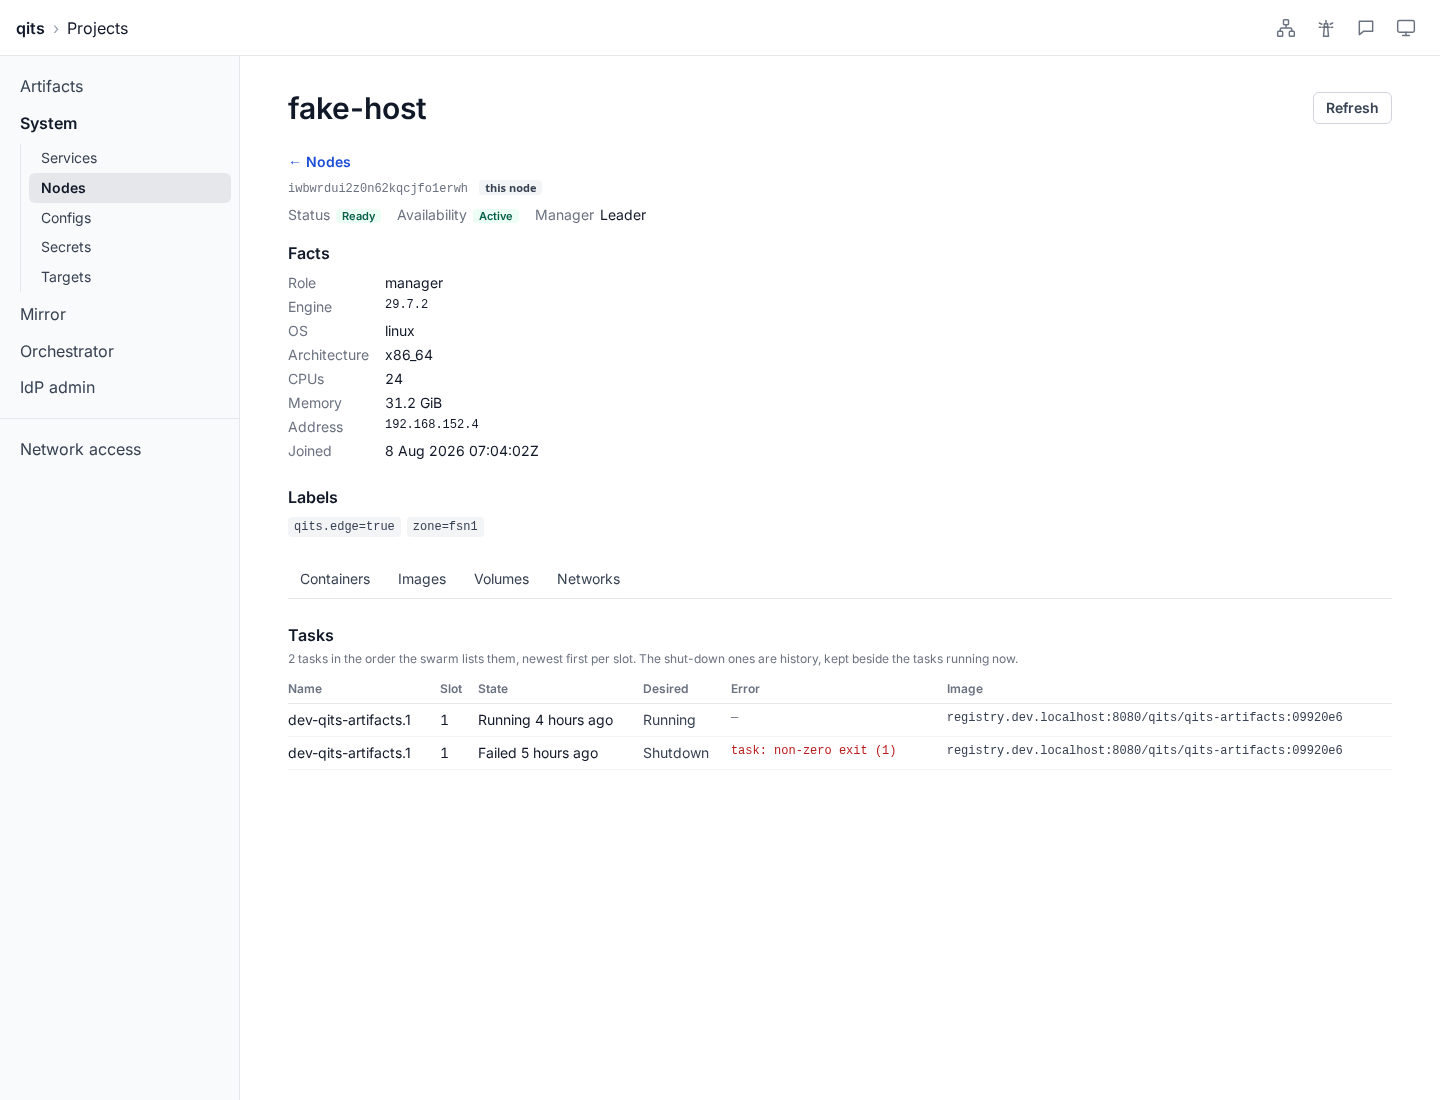 qits › Projects
Artifacts
System
Services
Nodes
Configs
Secrets
Targets
Mirror
Orchestrator
IdP admin
Network access
fake-host
Refresh
← Nodes
iwbwrdui2z0n62kqcjfo1erwh this node
Status Ready Availability Active Manager Leader
Facts
Role manager
Engine 29.7.2
OS linux
Architecture x86_64
CPUs 24
Memory 31.2 GiB
Address 192.168.152.4
Joined 8 Aug 2026 07:04:02Z
Labels
qits.edge=true zone=fsn1
Containers Images Volumes Networks
Tasks
2 tasks in the order the swarm lists them, newest first per slot. The shut-down ones are history, kept beside the tasks running now.
Name Slot State Desired Error Image
dev-qits-artifacts.1 1 Running 4 hours ago Running — registry.dev.localhost:8080/qits/qits-artifacts:09920e6
dev-qits-artifacts.1 1 Failed 5 hours ago Shutdown task: non-zero exit (1) registry.dev.localhost:8080/qits/qits-artifacts:09920e6